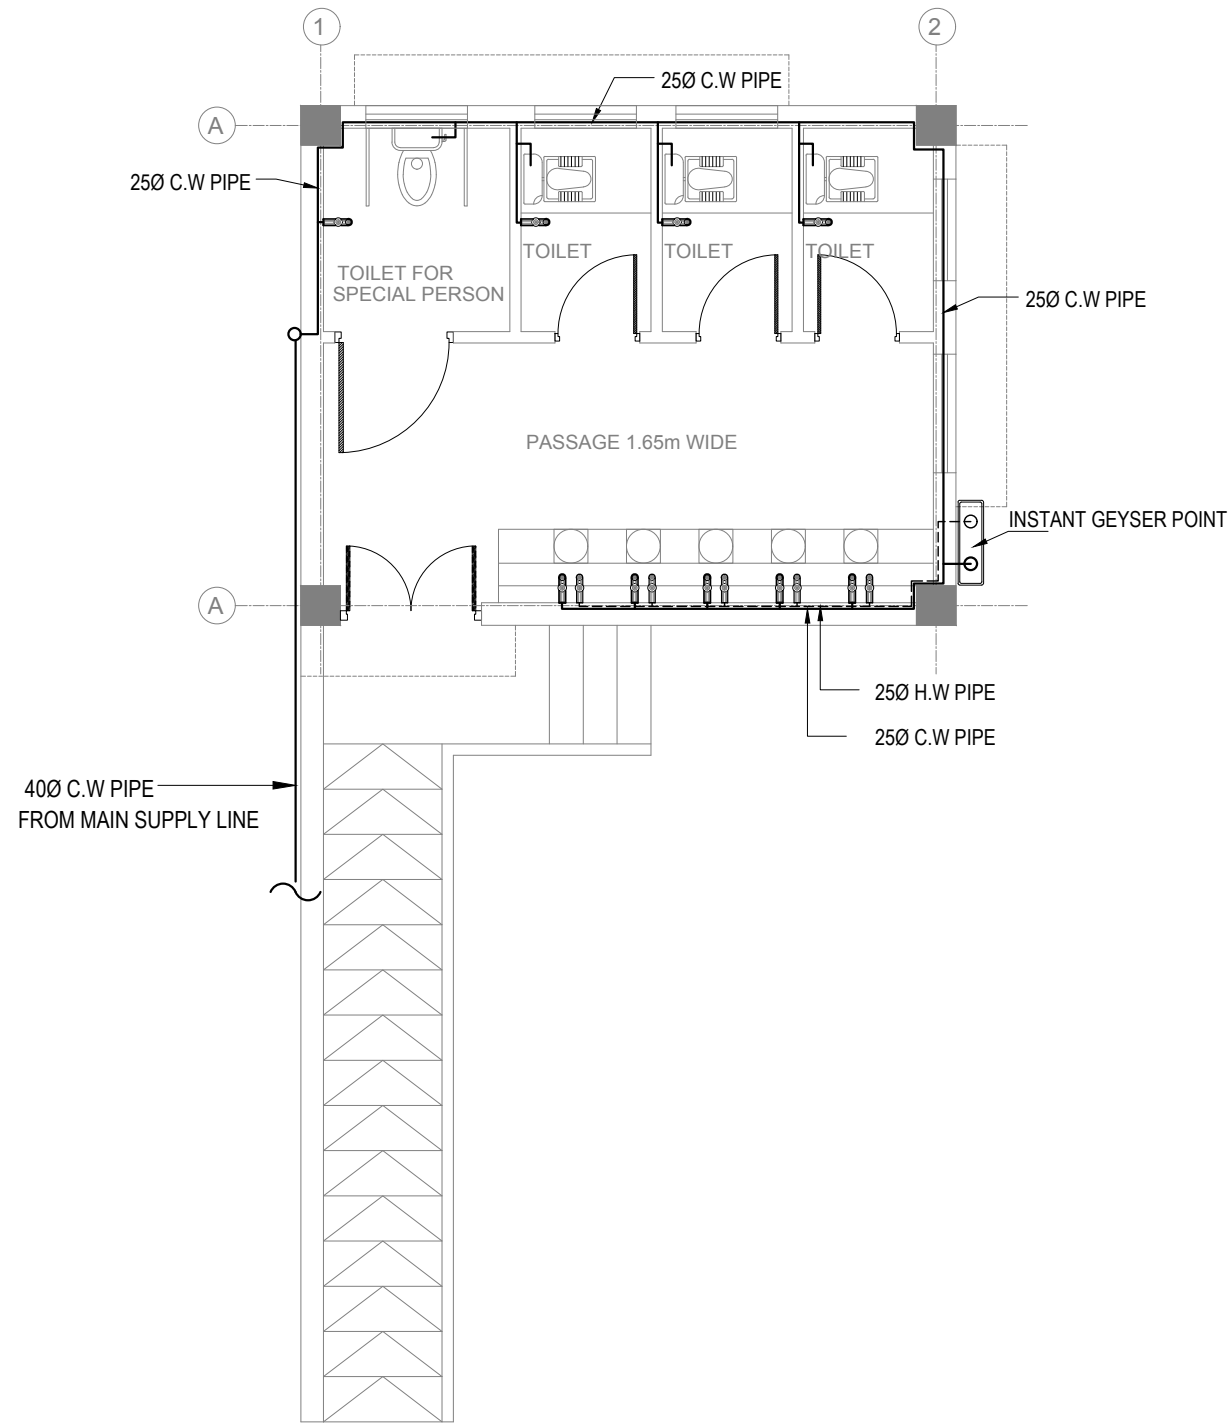 1
2
25Ø C.W PIPE
A
25Ø C.W PIPE
TOILET
TOILET
TOILET
TOILET FOR
SPECIAL PERSON
25Ø C.W PIPE
PASSAGE 1.65m WIDE
INSTANT GEYSER POINT
A
25Ø H.W PIPE
25Ø C.W PIPE
40Ø C.W PIPE
FROM MAIN SUPPLY LINE